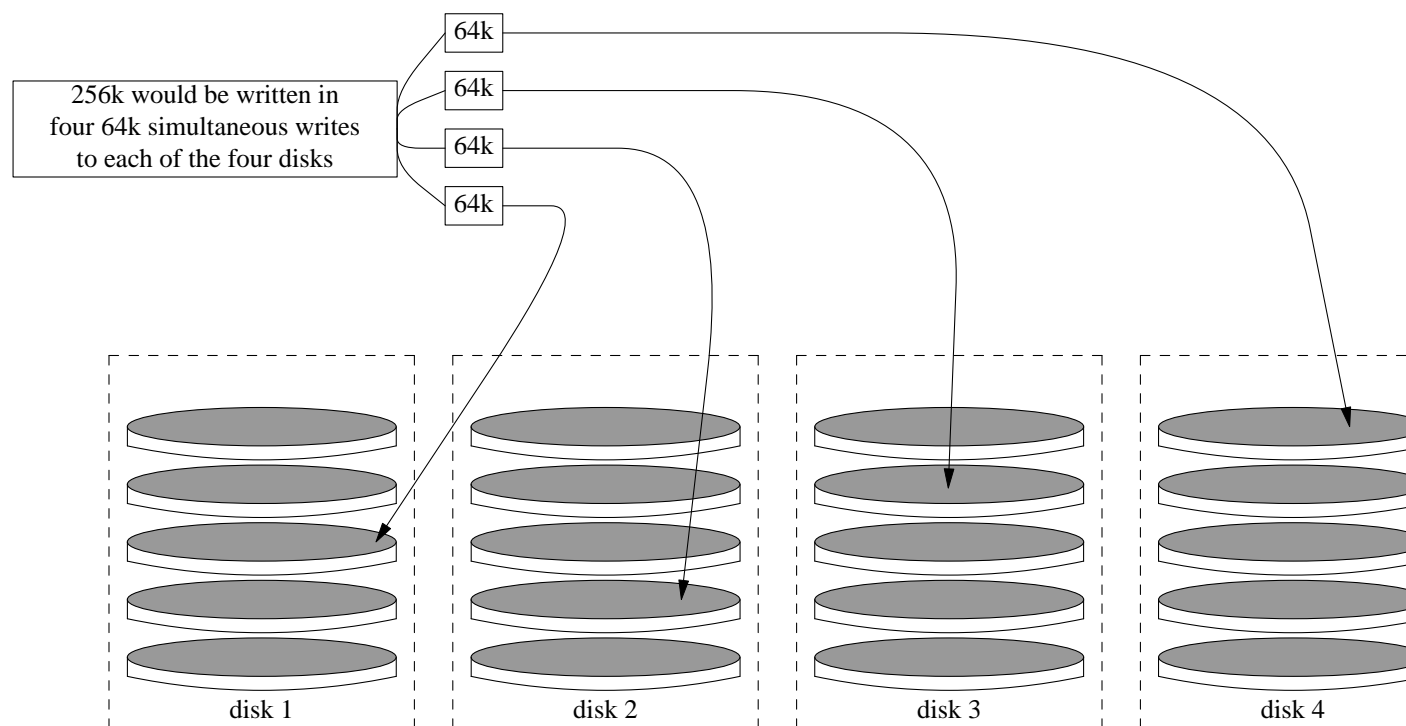 64k
256k would be written in
four 64k simultaneous writes
to each of the four disks
64k
64k
64k
disk 1
disk 2
disk 3
disk 4